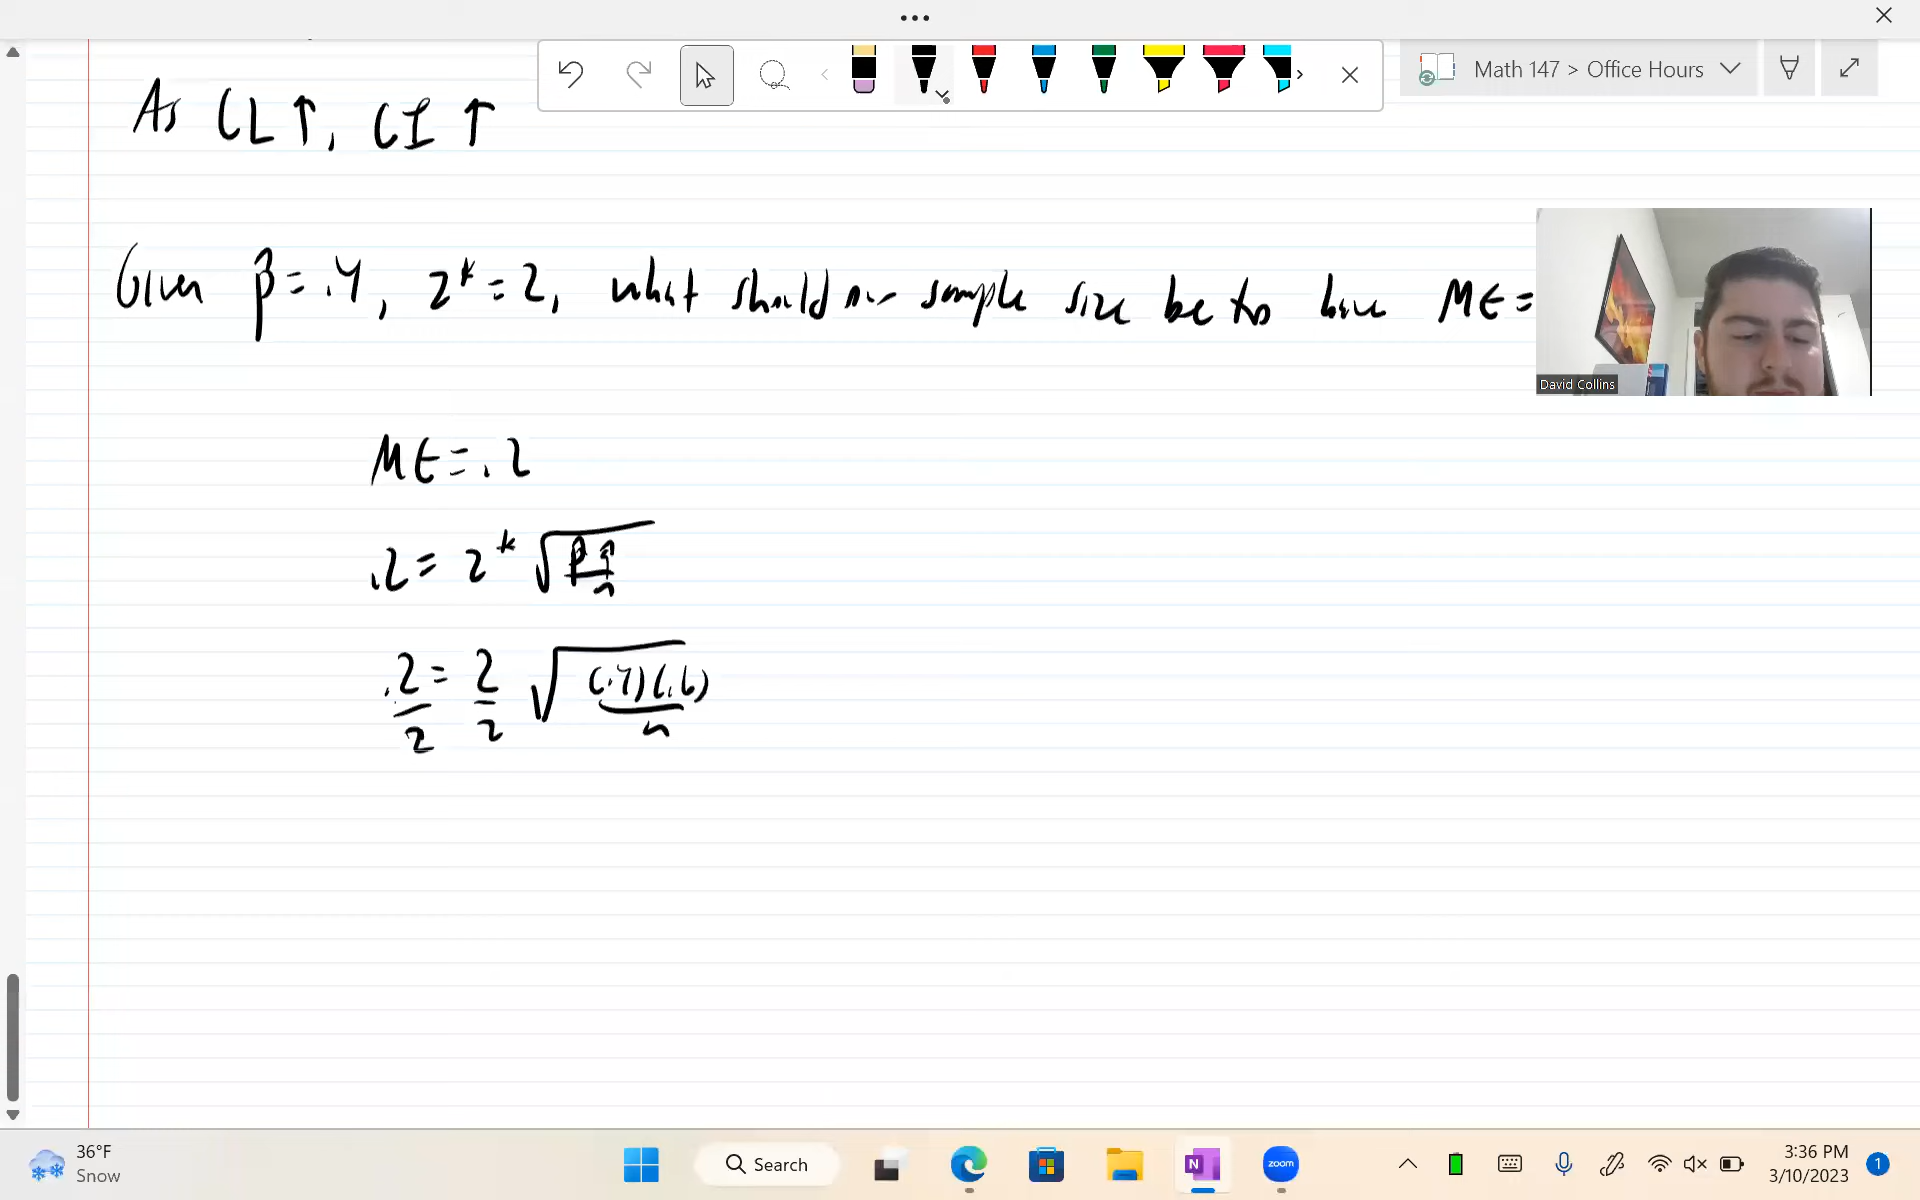 Math 147 > Office Hours
As CL↑, CI↑
Given p̂ = .4, z* = 2, what should our sample size be to have ME =
David Collins
ME = .2
.2 = z* √(p̂ q̂ / n)
.2/2 = 2/2 √((.4)(.6) / n)
36°F
Snow
Search
zoom
3:36 PM
3/10/2023
1